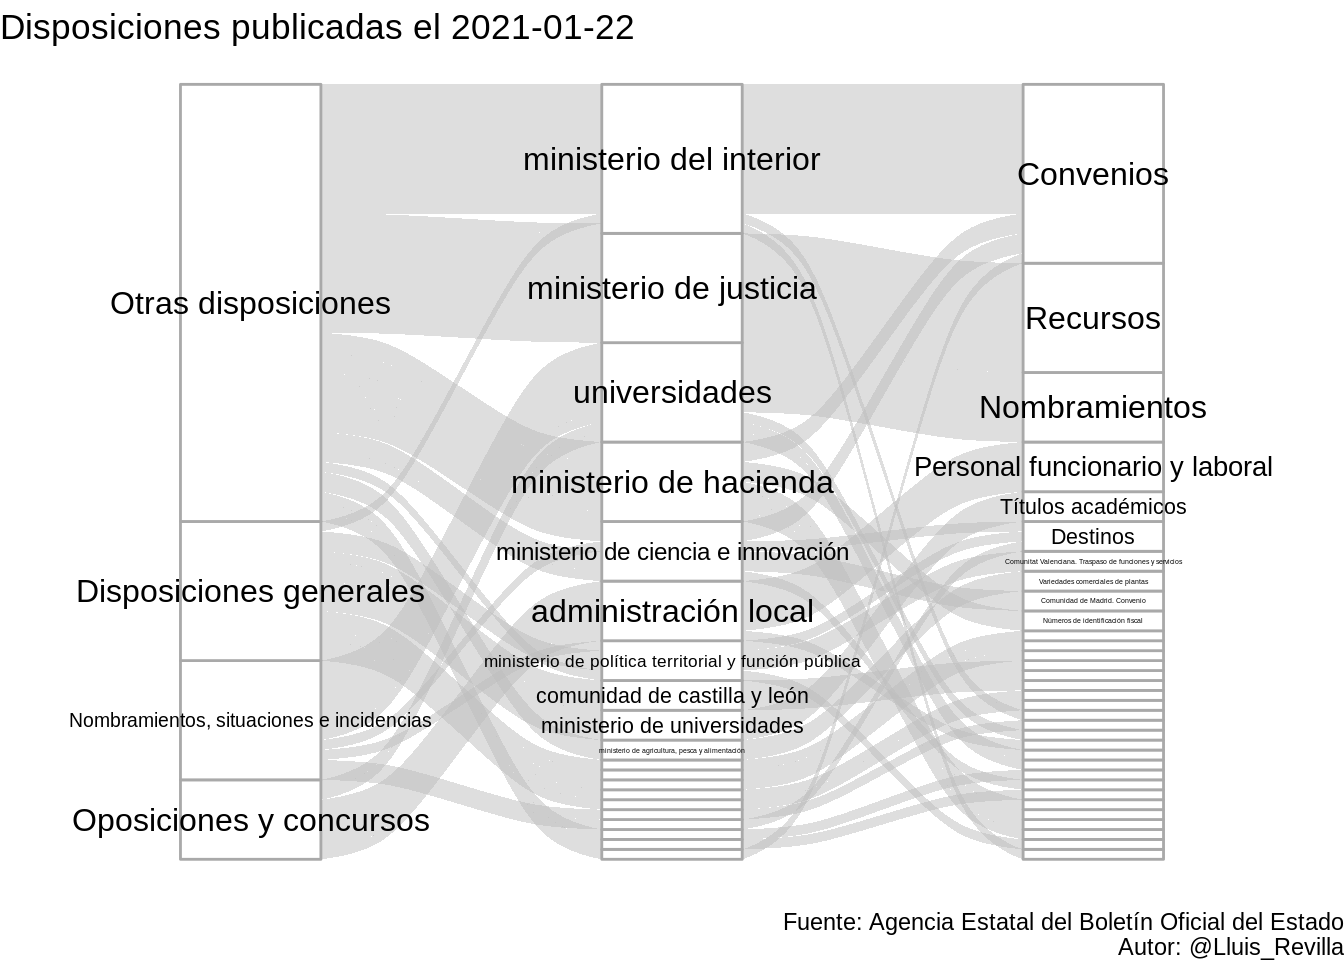 Disposiciones publicadas el 2021-01-22
Otras disposiciones
Disposiciones generales
Nombramientos, situaciones e incidencias
Oposiciones y concursos
ministerio del interior
ministerio de justicia
universidades
ministerio de hacienda
ministerio de ciencia e innovación
administración local
ministerio de política territorial y función pública
comunidad de castilla y león
ministerio de universidades
ministerio de agricultura, pesca y alimentación
Convenios
Recursos
Nombramientos
Personal funcionario y laboral
Títulos académicos
Destinos
Comunitat Valenciana. Traspaso de funciones y servicios
Variedades comerciales de plantas
Comunidad de Madrid. Convenio
Números de identificación fiscal
Fuente: Agencia Estatal del Boletín Oficial del Estado
Autor: @Lluis_Revilla